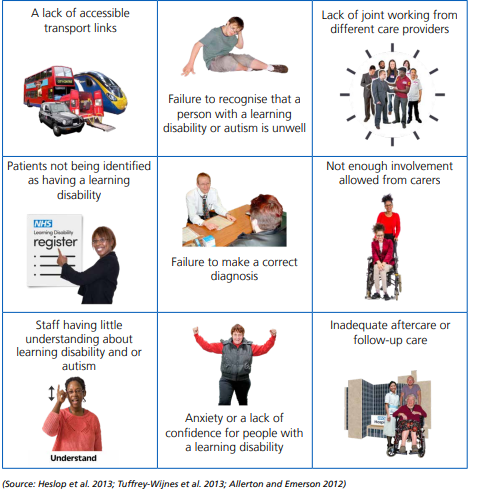 A lack of accessible
transport links
Failure to recognise that a
person with a learning
disability or autism is unwell
Lack of joint working from
different care providers
Patients not being identified
as having a learning
disability
NHS
Learning Disability
register
Failure to make a correct
diagnosis
Not enough involvement
allowed from carers
Staff having little
understanding about
learning disability and or
autism
Understand
Anxiety or a lack of
confidence for people with
a learning disability
Inadequate aftercare or
follow-up care
(Source: Heslop et al. 2013; Tuffrey-Wijnes et al. 2013; Allerton and Emerson 2012)